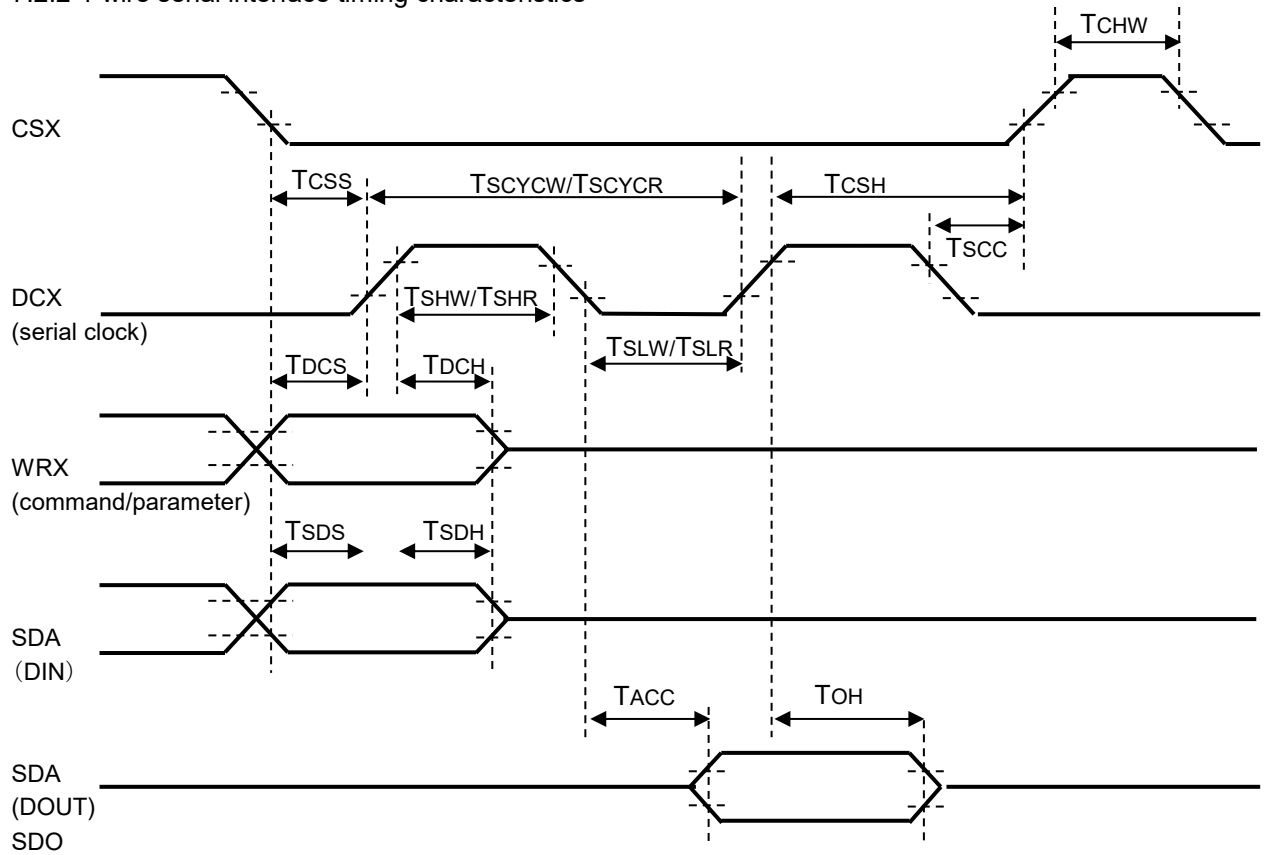 TCHW
CSX
TCSS
TSCYCW/TSCYCR
TCSH
TSCC
DCX
(serial clock)
TSHW/TSHR
TSLW/TSLR
TDCS
TDCH
WRX
(command/parameter)
TSDS
TSDH
SDA
（DIN）
TACC
TOH
SDA
(DOUT)
SDO